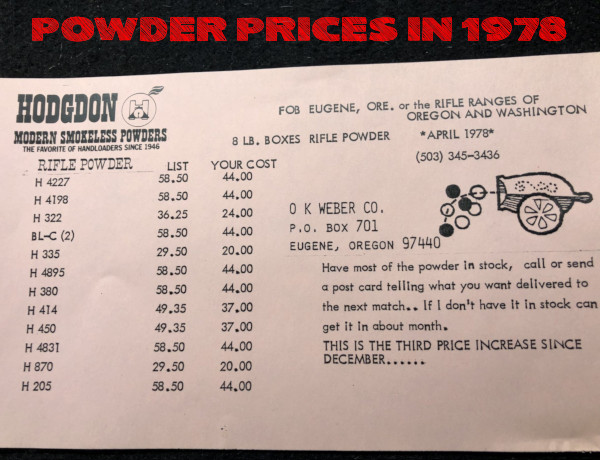 POWDER PRICES IN 1978
HODGDON
MODERN SMOKELESS POWDERS
THE FAVORITE OF HANDLOADERS SINCE 1946
FOB EUGENE, ORE. or the RIFLE RANGES OF
OREGON AND WASHINGTON
8 LB. BOXES RIFLE POWDER *APRIL 1978*
(503) 345-3436
RIFLE POWDER LIST YOUR COST
H 4227 58.50 44.00
H 4198 58.50 44.00
H 322 36.25 24.00
BL-C (2) 58.50 44.00
H 335 29.50 20.00
H 4895 58.50 44.00
H 380 58.50 44.00
H 414 49.35 37.00
H 450 49.35 37.00
H 4831 58.50 44.00
H 870 29.50 20.00
H 205 58.50 44.00
O K WEBER CO.
P.O. BOX 701
EUGENE, OREGON 97440
Have most of the powder in stock, call or send
a post card telling what you want delivered to
the next match.. If I don't have it in stock can
get it in about month.
THIS IS THE THIRD PRICE INCREASE SINCE
DECEMBER......